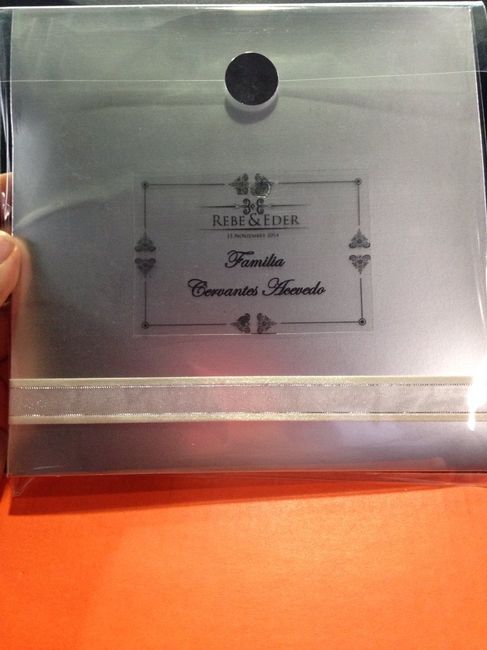 REBE & EDER
15 NOVIEMBRE 2014
Familia
Cervantes Acevedo